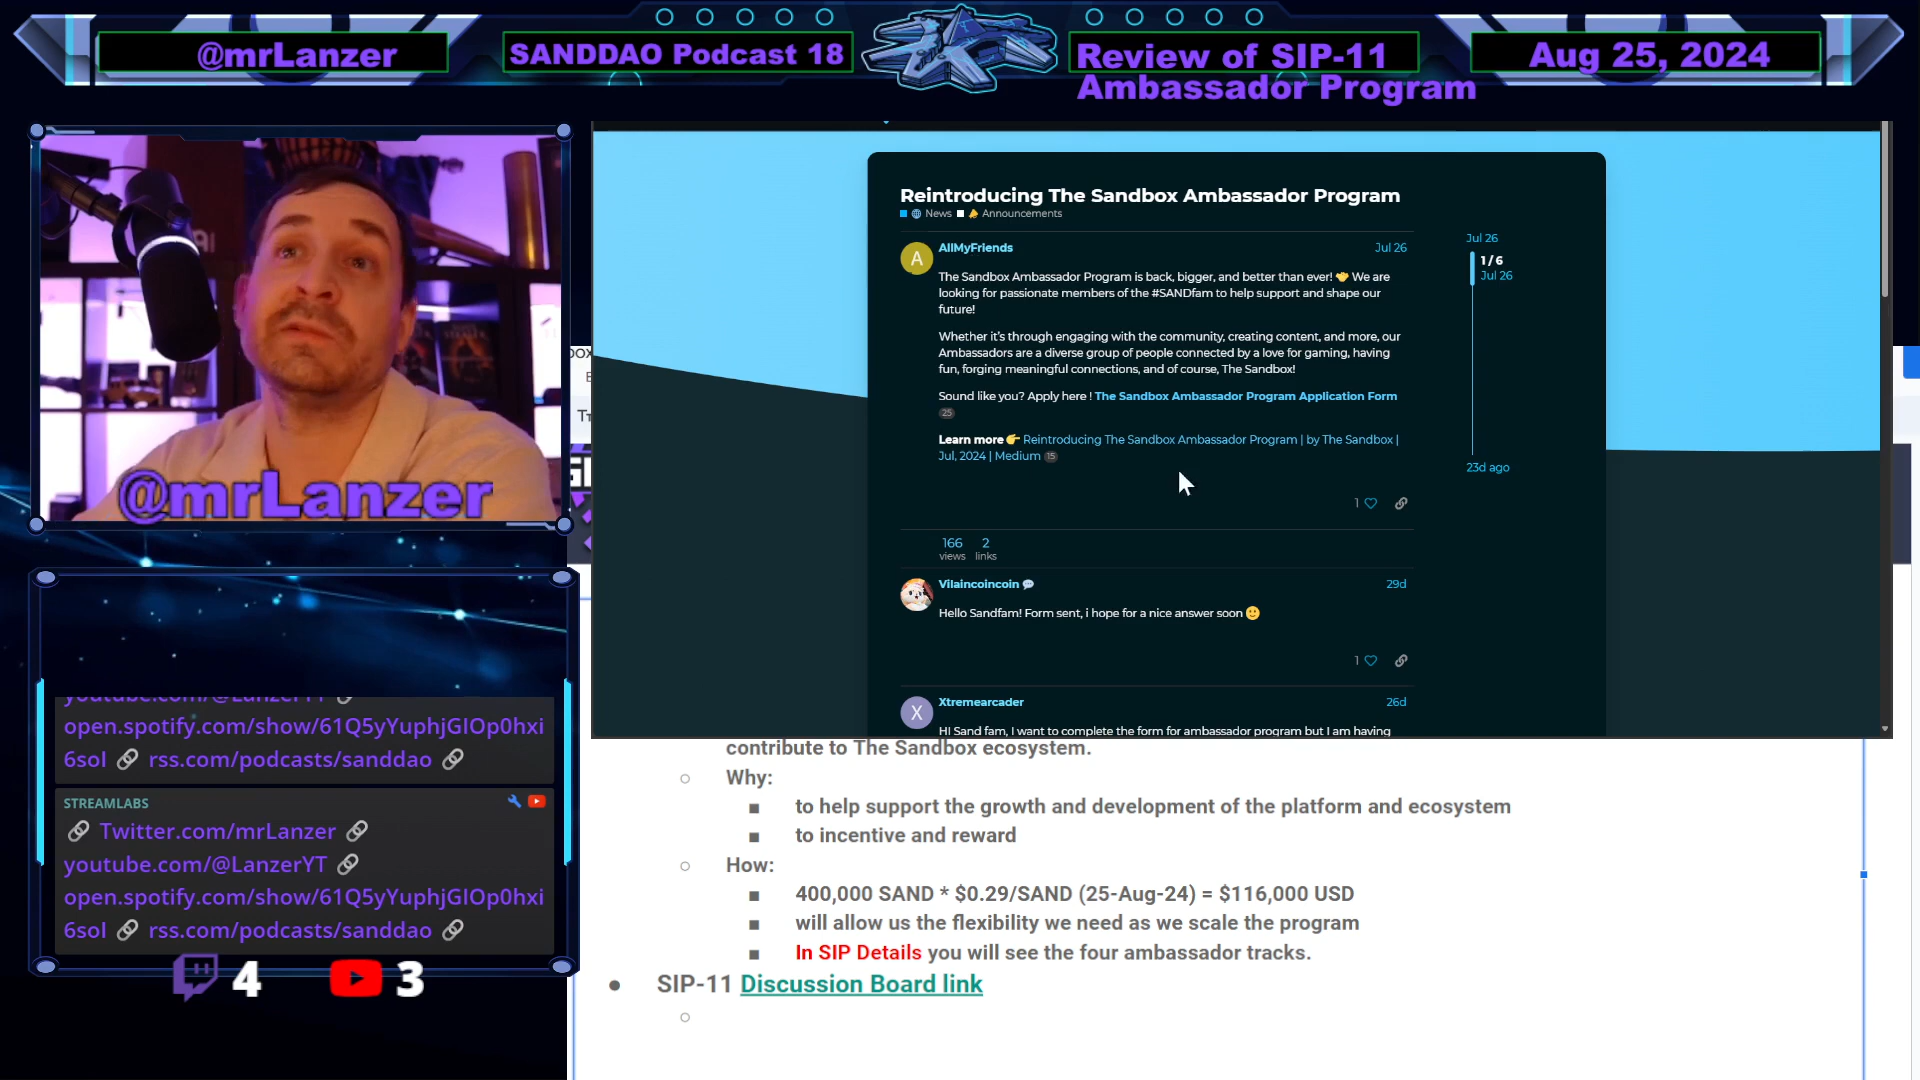 @mrLanzer
SANDDAO Podcast 18
Review of SIP-11
Ambassador Program
Aug 25, 2024
@mrLanzer
Reintroducing The Sandbox Ambassador Program
News Announcements
AllMyFriends
Jul 26
A
The Sandbox Ambassador Program is back, bigger, and better than ever! We are
looking for passionate members of the #SANDfam to help support and shape our
future!
Whether it's through engaging with the community, creating content, and more, our
Ambassadors are a diverse group of people connected by a love for gaming, having
fun, forging meaningful connections, and of course, The Sandbox!
Sound like you? Apply here ! The Sandbox Ambassador Program Application Form
25
Learn more Reintroducing The Sandbox Ambassador Program | by The Sandbox |
Jul, 2024 | Medium 15
1
166 2
views links
Vilaincoincoin
29d
Hello Sandfam! Form sent, i hope for a nice answer soon
1
X
Xtremearcader
26d
HI Sand fam, I want to complete the form for ambassador program but I am having
Jul 26
1 / 6
Jul 26
23d ago
contribute to The Sandbox ecosystem.
Why:
to help support the growth and development of the platform and ecosystem
to incentive and reward
How:
400,000 SAND * $0.29/SAND (25-Aug-24) = $116,000 USD
will allow us the flexibility we need as we scale the program
In SIP Details you will see the four ambassador tracks.
SIP-11 Discussion Board link
youtube.com/@LanzerYT
open.spotify.com/show/61Q5yYuphjGIOp0hxi
6sol rss.com/podcasts/sanddao
STREAMLABS
Twitter.com/mrLanzer
youtube.com/@LanzerYT
open.spotify.com/show/61Q5yYuphjGIOp0hxi
6sol rss.com/podcasts/sanddao
4
3